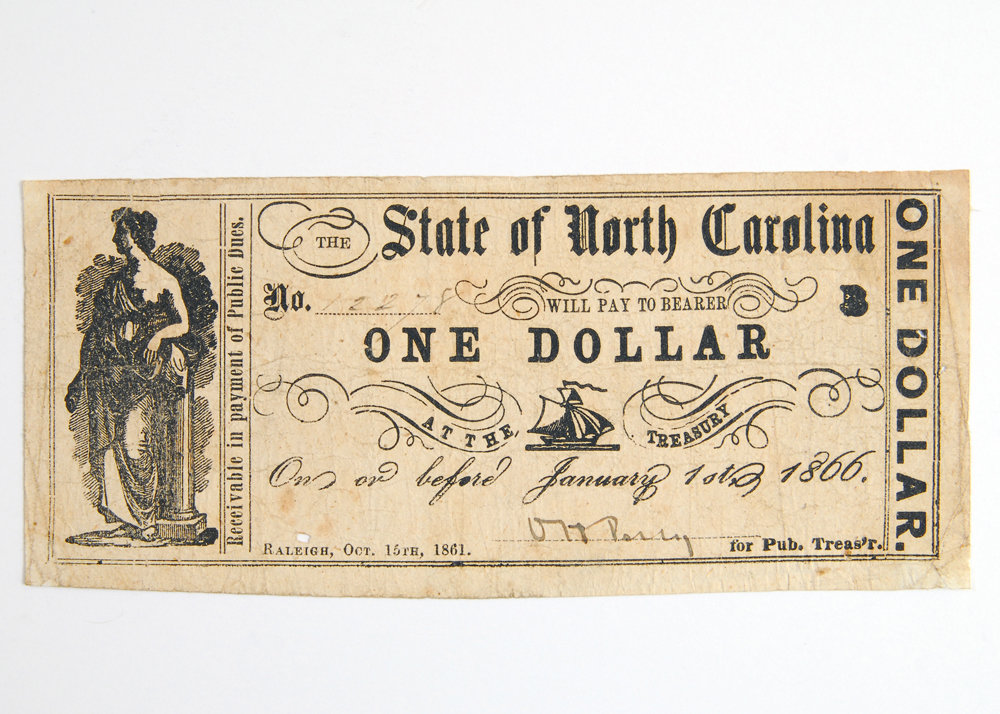 Receivable in payment of Public Dues.
THE State of North Carolina
No. 12278 WILL PAY TO BEARER B
ONE DOLLAR
AT THE TREASURY
On or before January 1st, 1866.
RALEIGH, OCT. 15TH, 1861. for Pub. Treas'r.
ONE DOLLAR.